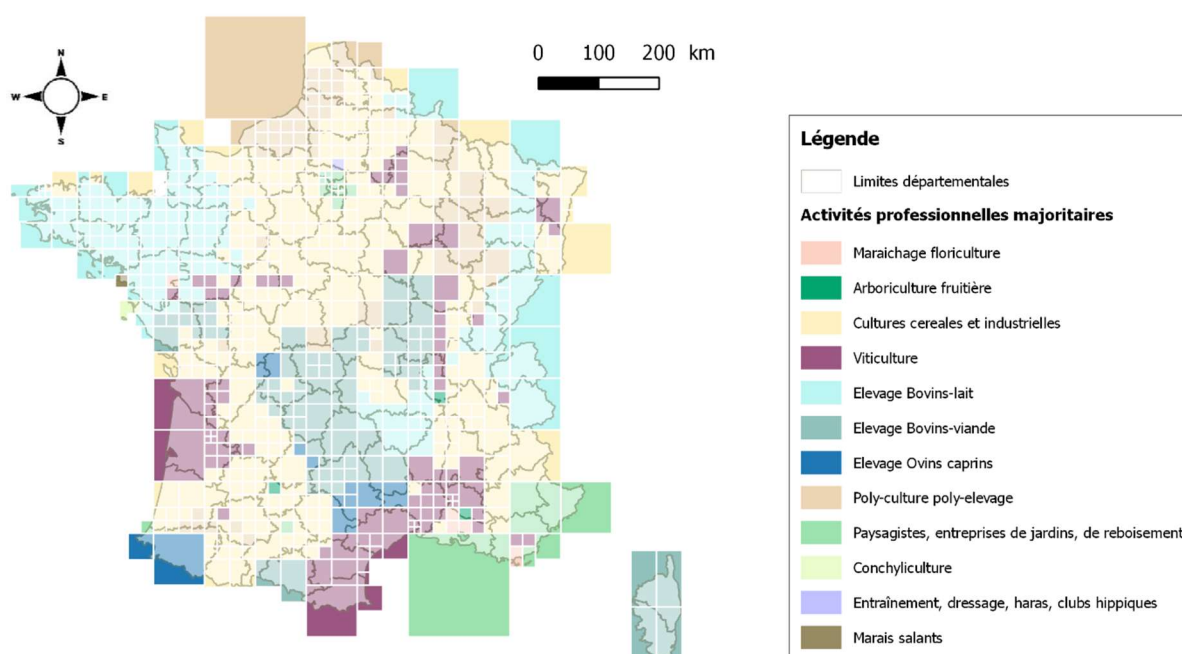 N
W E
S
0 100 200 km
Légende
Limites départementales
Activités professionnelles majoritaires
Maraichage floriculture
Arboriculture fruitière
Cultures cereales et industrielles
Viticulture
Elevage Bovins-lait
Elevage Bovins-viande
Elevage Ovins caprins
Poly-culture poly-elevage
Paysagistes, entreprises de jardins, de reboisement
Conchyliculture
Entraînement, dressage, haras, clubs hippiques
Marais salants